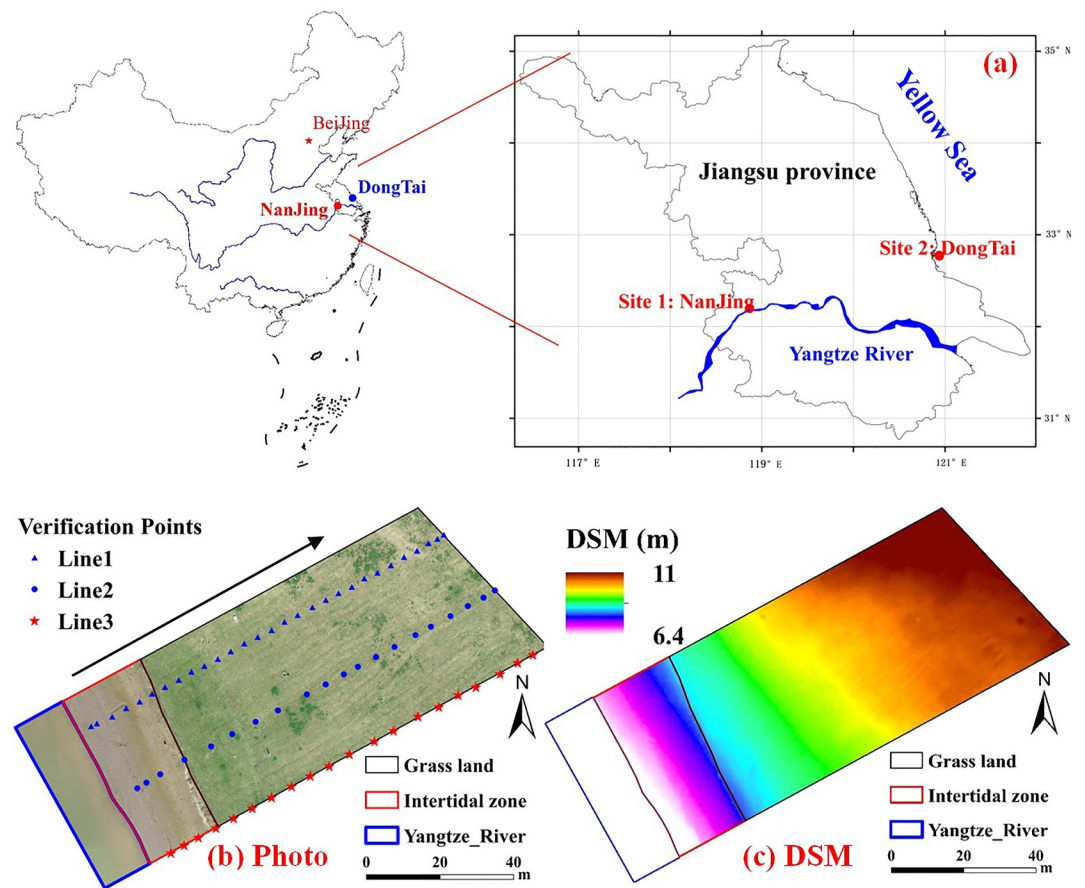 BeiJing
DongTai
NanJing
(a)
Yellow Sea
Jiangsu province
Site 2: DongTai
Site 1: NanJing
Yangtze River
35° N
33° N
31° N
117° E
119° E
121° E
Verification Points
Line1
Line2
Line3
N
Grass land
Intertidal zone
Yangtze_River
0 20 40
m
(b) Photo
DSM (m)
11
6.4
N
Grass land
Intertidal zone
Yangtze_River
0 20 40
m
(c) DSM